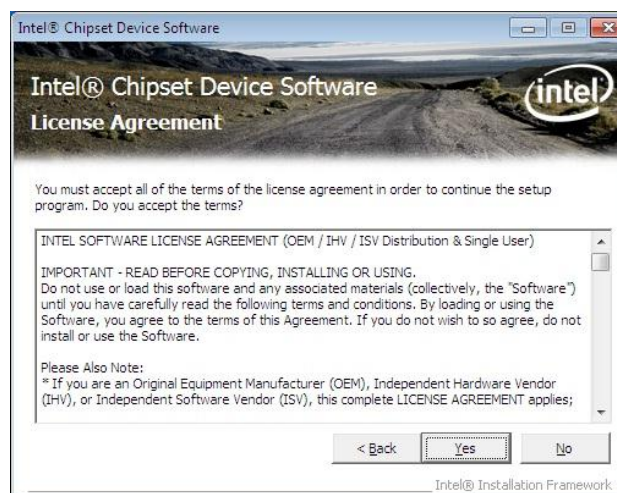 Intel® Chipset Device Software
Intel® Chipset Device Software
intel
License Agreement
You must accept all of the terms of the license agreement in order to continue the setup
program. Do you accept the terms?
INTEL SOFTWARE LICENSE AGREEMENT (OEM / IHV / ISV Distribution & Single User)
IMPORTANT - READ BEFORE COPYING, INSTALLING OR USING.
Do not use or load this software and any associated materials (collectively, the "Software")
until you have carefully read the following terms and conditions. By loading or using the
Software, you agree to the terms of this Agreement. If you do not wish to so agree, do not
install or use the Software.
Please Also Note:
* If you are an Original Equipment Manufacturer (OEM), Independent Hardware Vendor
(IHV), or Independent Software Vendor (ISV), this complete LICENSE AGREEMENT applies;
< Back Yes No
Intel® Installation Framework